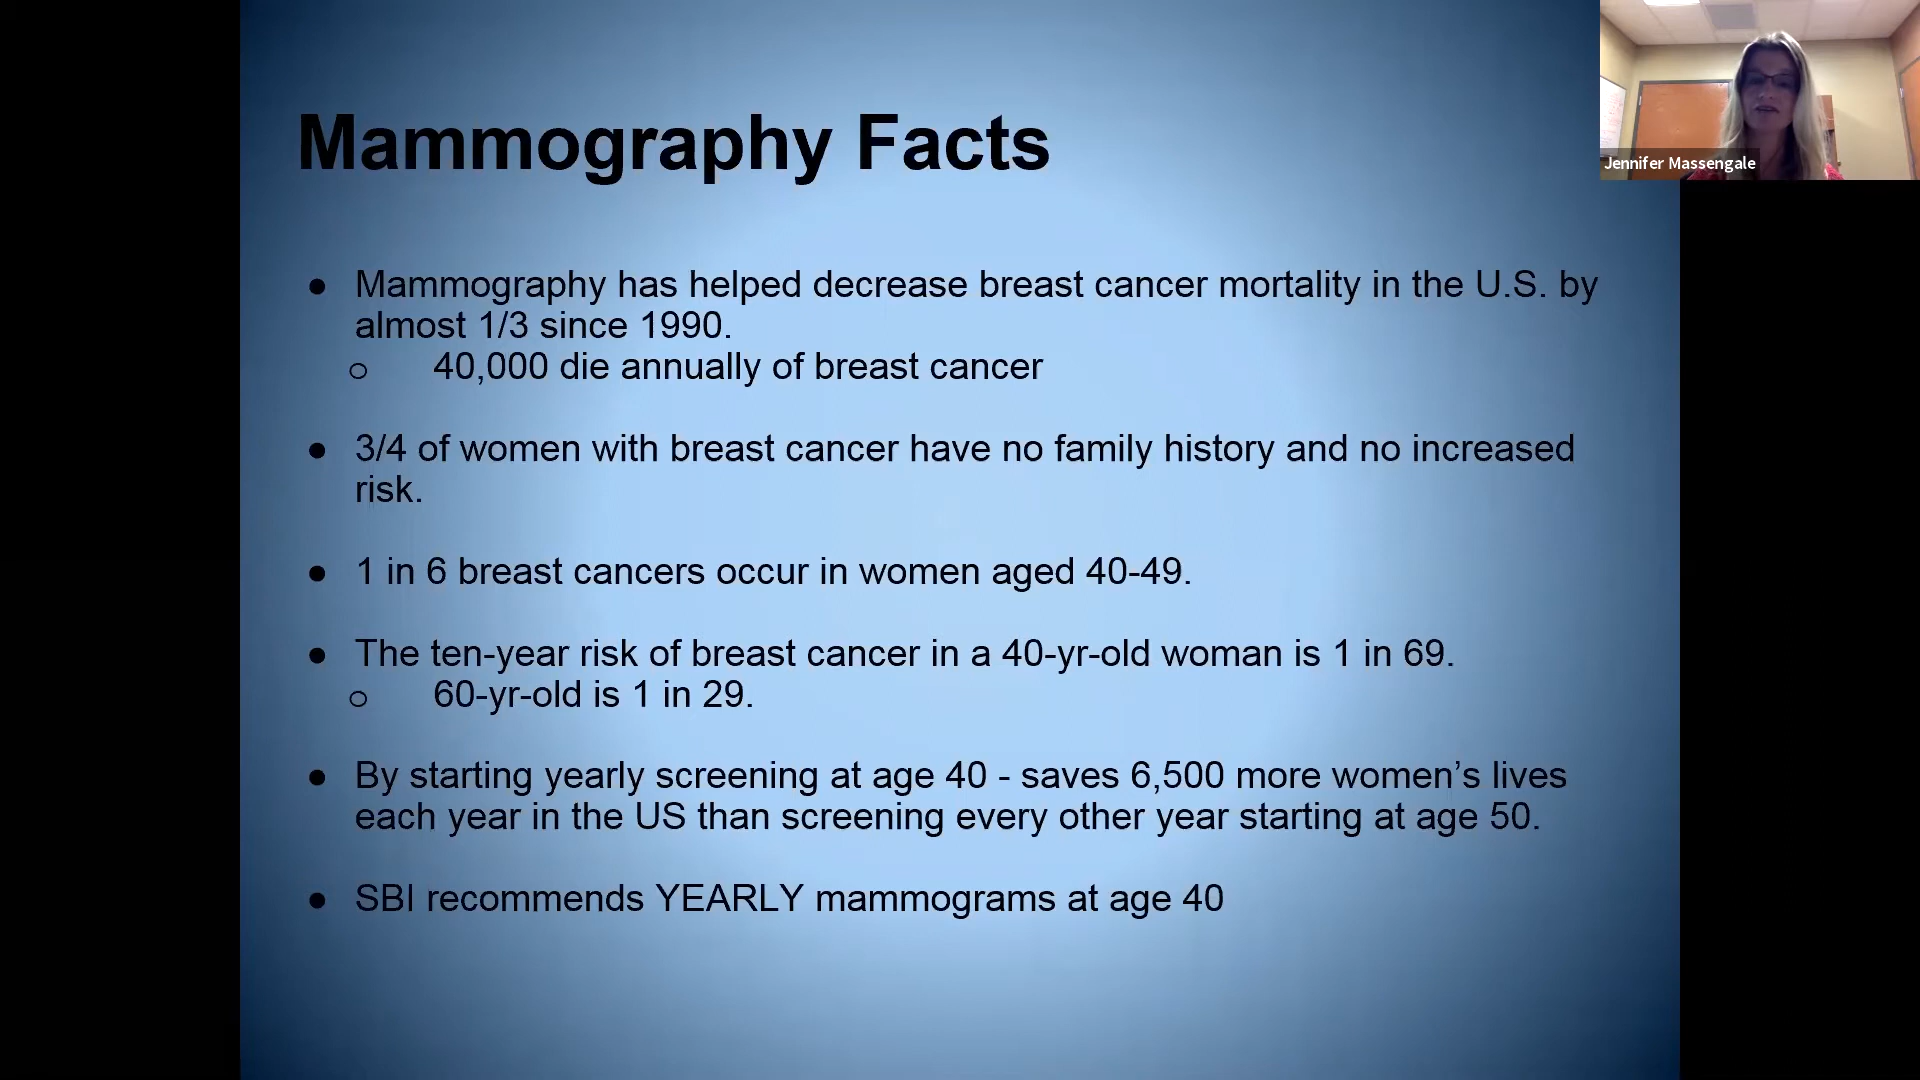 Mammography Facts
Jennifer Massengale
● Mammography has helped decrease breast cancer mortality in the U.S. by
almost 1/3 since 1990.
o 40,000 die annually of breast cancer
● 3/4 of women with breast cancer have no family history and no increased
risk.
● 1 in 6 breast cancers occur in women aged 40-49.
● The ten-year risk of breast cancer in a 40-yr-old woman is 1 in 69.
o 60-yr-old is 1 in 29.
● By starting yearly screening at age 40 - saves 6,500 more women’s lives
each year in the US than screening every other year starting at age 50.
● SBI recommends YEARLY mammograms at age 40